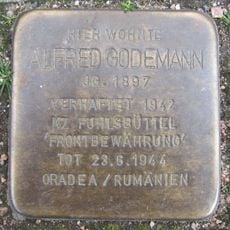 HIER WOHNTE
ALFRED GODEMANN
JG. 1897
VERHAFTET 1942
KZ FUHLSBÜTTEL
'FRONTBEWÄHRUNG'
TOT 23.6.1944
ORADEA / RUMÄNIEN